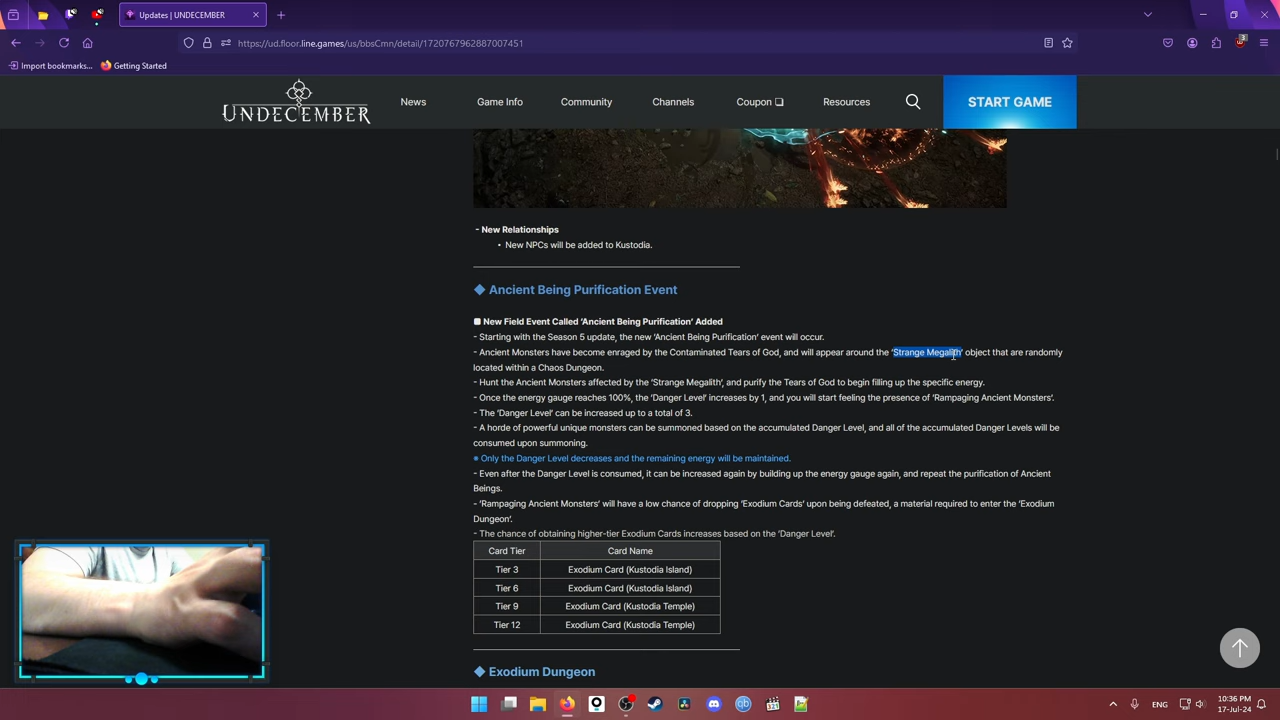 Updates | UNDECEMBER
https://ud.floor.line.games/us/bbsCmn/detail/1720767962887007451
3
Import bookmarks... Getting Started
UNDECEMBER
News Game Info Community Channels Coupon Resources START GAME
- New Relationships
• New NPCs will be added to Kustodia.
◆ Ancient Being Purification Event
New Field Event Called 'Ancient Being Purification' Added
- Starting with the Season 5 update, the new 'Ancient Being Purification' event will occur.
- Ancient Monsters have become enraged by the Contaminated Tears of God, and will appear around the 'Strange Megalith' object that are randomly
located within a Chaos Dungeon.
- Hunt the Ancient Monsters affected by the 'Strange Megalith', and purify the Tears of God to begin filling up the specific energy.
- Once the energy gauge reaches 100%, the 'Danger Level' increases by 1, and you will start feeling the presence of 'Rampaging Ancient Monsters'.
- The 'Danger Level' can be increased up to a total of 3.
- A horde of powerful unique monsters can be summoned based on the accumulated Danger Level, and all of the accumulated Danger Levels will be
consumed upon summoning.
※ Only the Danger Level decreases and the remaining energy will be maintained.
- Even after the Danger Level is consumed, it can be increased again by building up the energy gauge again, and repeat the purification of Ancient
Beings.
- 'Rampaging Ancient Monsters' will have a low chance of dropping 'Exodium Cards' upon being defeated, a material required to enter the 'Exodium
Dungeon'.
- The chance of obtaining higher-tier Exodium Cards increases based on the 'Danger Level'.
Card Tier Card Name
Tier 3 Exodium Card (Kustodia Island)
Tier 6 Exodium Card (Kustodia Island)
Tier 9 Exodium Card (Kustodia Temple)
Tier 12 Exodium Card (Kustodia Temple)
◆ Exodium Dungeon
ENG
10:36 PM
17-Jul-24